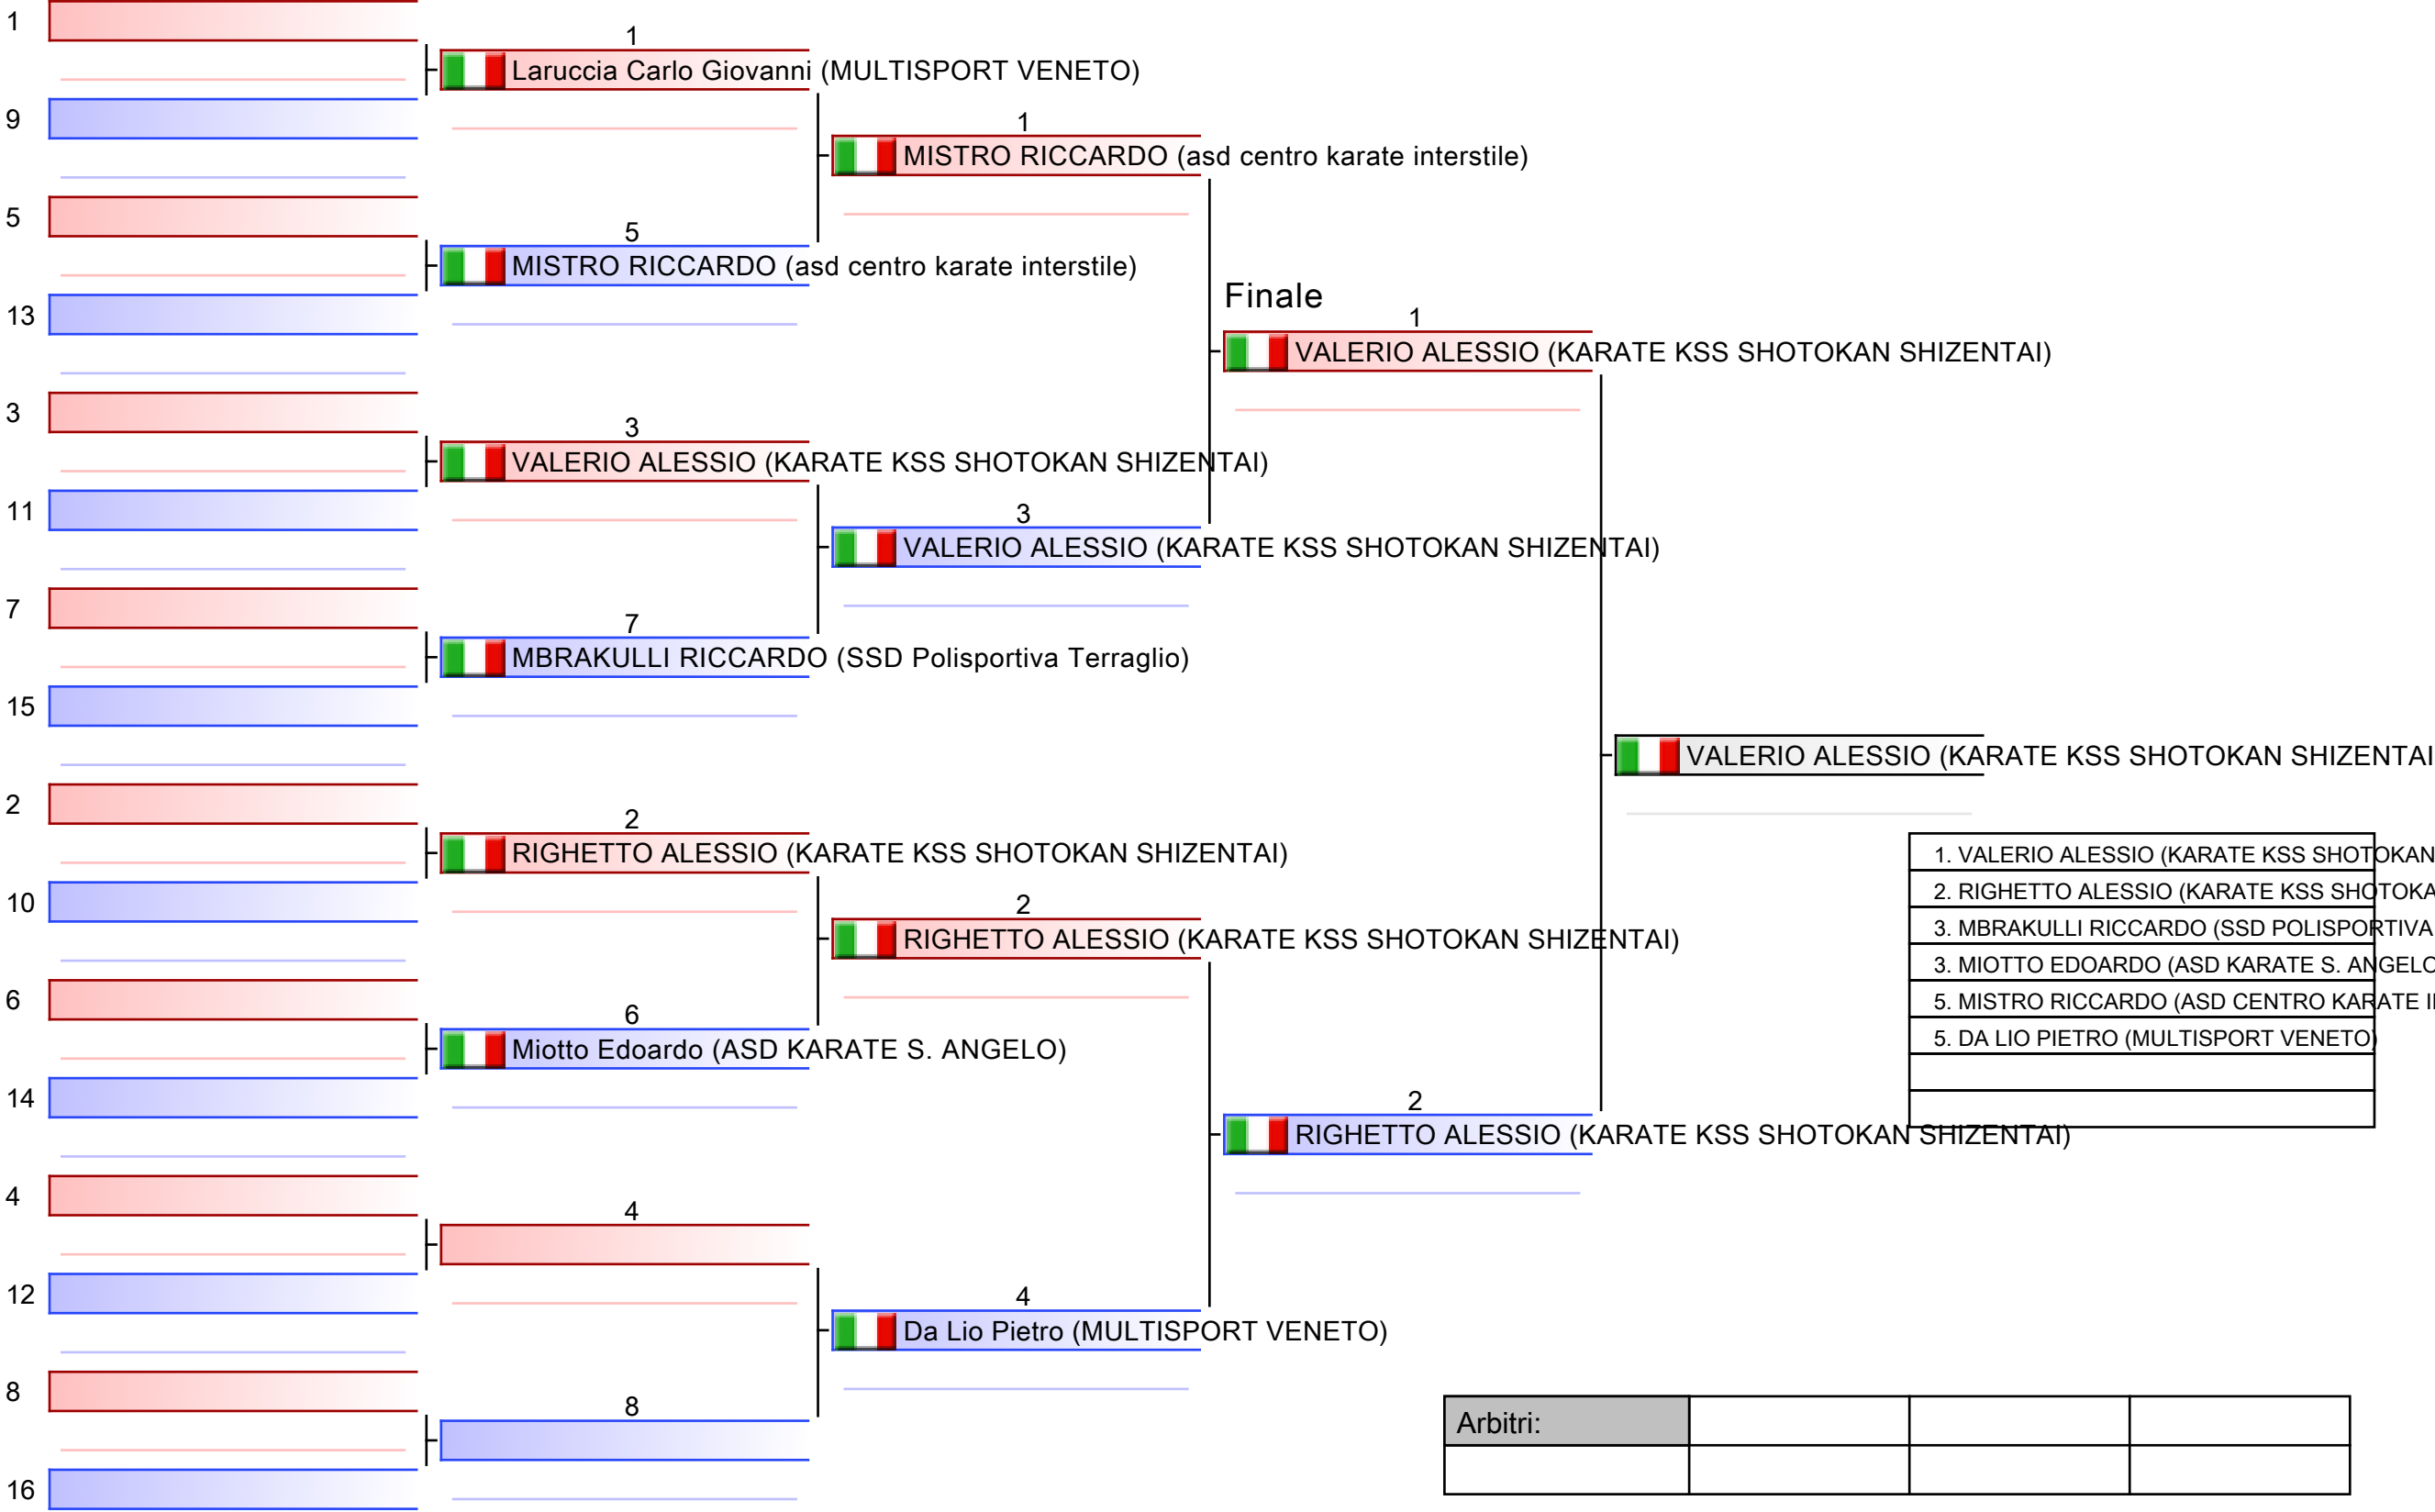 1
9
5
13
3
11
7
15
2
10
6
14
4
12
8
16
1
Laruccia Carlo Giovanni (MULTISPORT VENETO)
5
MISTRO RICCARDO (asd centro karate interstile)
3
VALERIO ALESSIO (KARATE KSS SHOTOKAN SHIZENTAI)
7
MBRAKULLI RICCARDO (SSD Polisportiva Terraglio)
2
RIGHETTO ALESSIO (KARATE KSS SHOTOKAN SHIZENTAI)
6
Miotto Edoardo (ASD KARATE S. ANGELO)
4
8
1
MISTRO RICCARDO (asd centro karate interstile)
3
VALERIO ALESSIO (KARATE KSS SHOTOKAN SHIZENTAI)
2
RIGHETTO ALESSIO (KARATE KSS SHOTOKAN SHIZENTAI)
4
Da Lio Pietro (MULTISPORT VENETO)
Finale
1
VALERIO ALESSIO (KARATE KSS SHOTOKAN SHIZENTAI)
2
RIGHETTO ALESSIO (KARATE KSS SHOTOKAN SHIZENTAI)
VALERIO ALESSIO (KARATE KSS SHOTOKAN SHIZENTAI
1. VALERIO ALESSIO (KARATE KSS SHOTOKAN
2. RIGHETTO ALESSIO (KARATE KSS SHOTOKA
3. MBRAKULLI RICCARDO (SSD POLISPORTIVA
3. MIOTTO EDOARDO (ASD KARATE S. ANGELO
5. MISTRO RICCARDO (ASD CENTRO KARATE I
5. DA LIO PIETRO (MULTISPORT VENETO)
Arbitri: